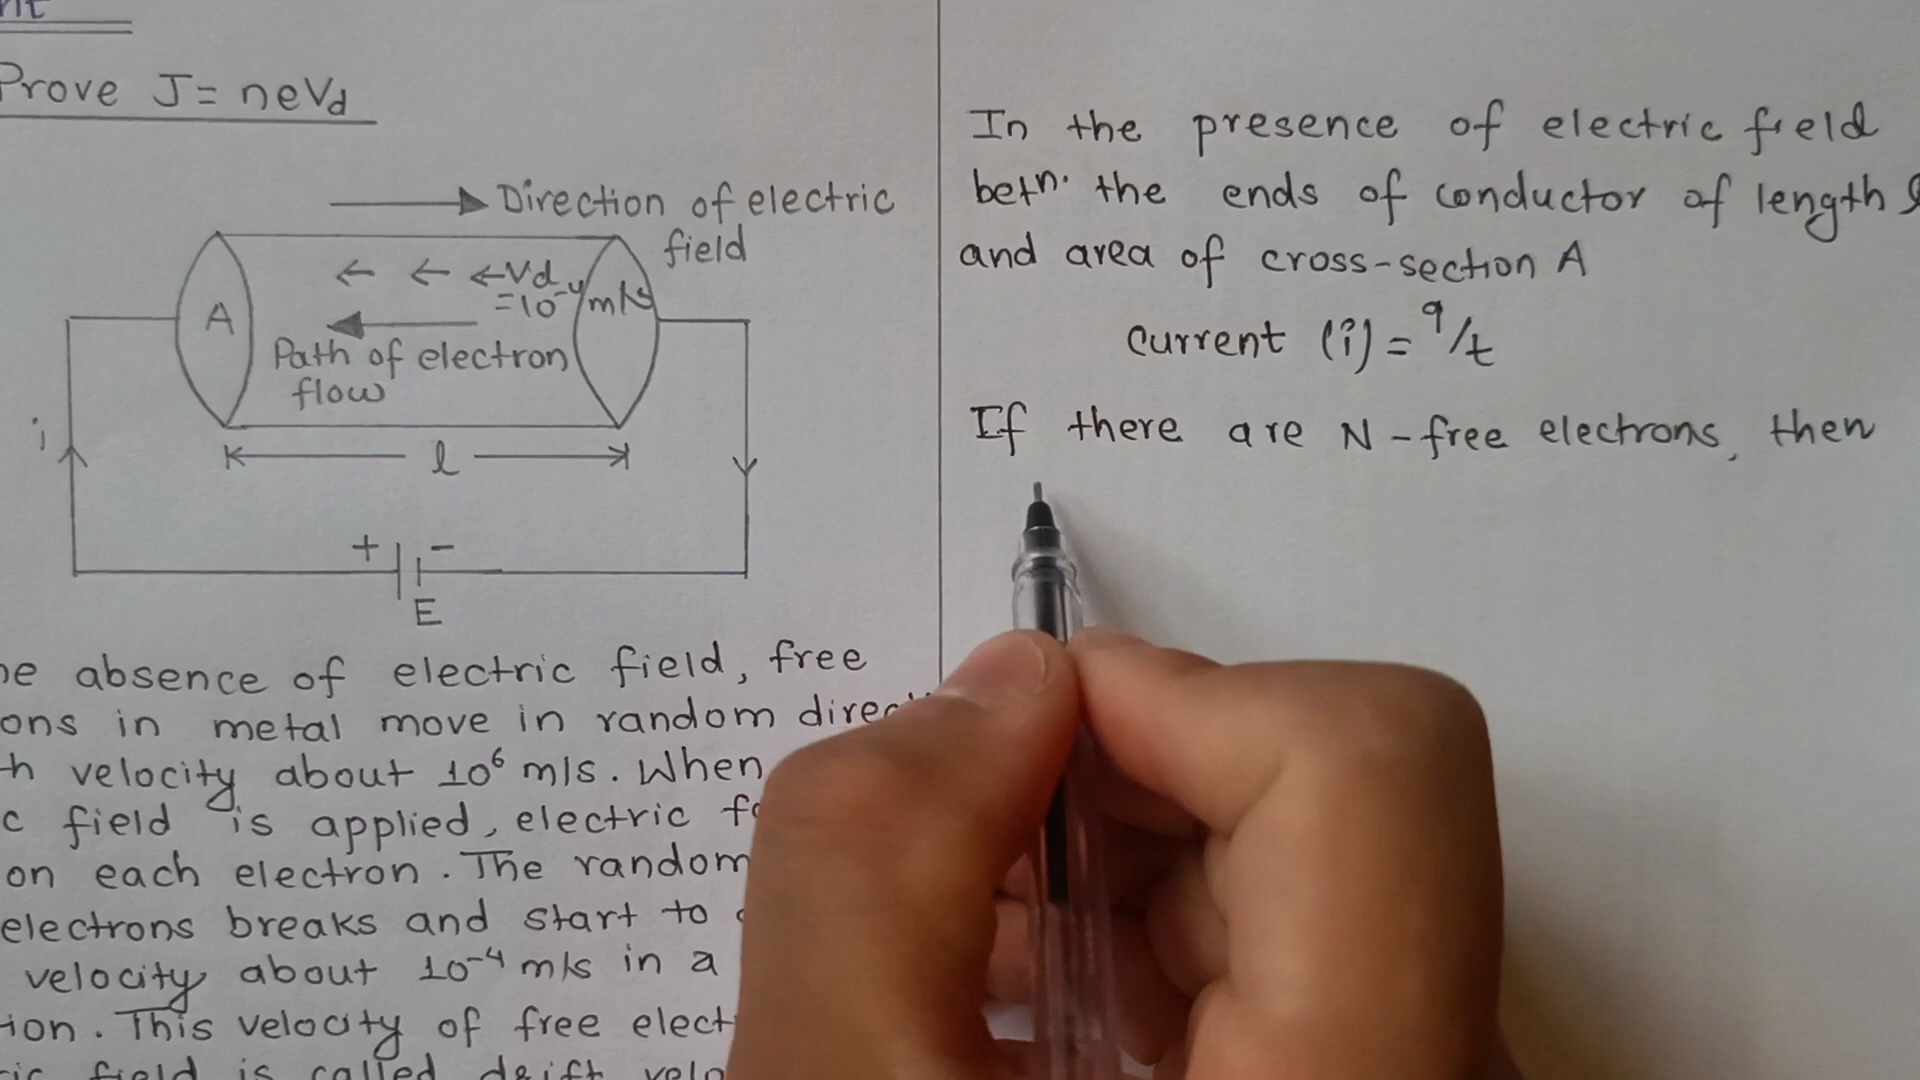 Prove J = neVd
Direction of electric
field
← ← ←Vd
=10⁻⁴m/s
A
Path of electron
flow
i
l
+ -
E
absence of electric field, free
ons in metal move in random
velocity about 10⁶ m/s. When
c field is applied, electric
on each electron. The random
electrons breaks and start to
velocity about 10⁻⁴ m/s in a
ion. This velocity of free elect
field is called drift
In the presence of electric field
betn. the ends of conductor of length l
and area of cross-section A
Current (i) = q/t
If there are N-free electrons, then